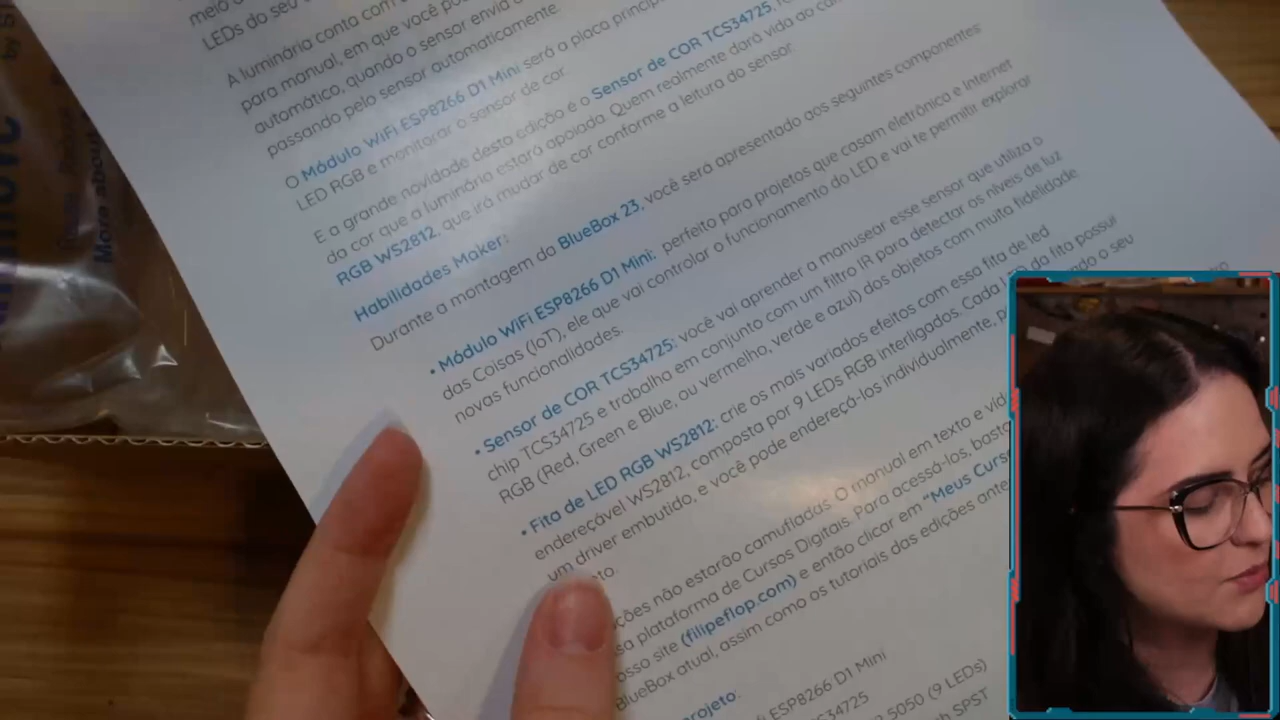 meio
LEDs do seu
A luminária conta com
para manual, em que você
automático, quando o sensor envia
passando pelo sensor automaticamente.
O Módulo WiFi ESP8266 D1 Mini será a placa
LED RGB e monitorar o sensor de cor.
E a grande novidade desta edição é o Sensor de COR TCS34725,
da cor que a luminária estará apoiada. Quem realmente dará vida ao
RGB WS2812, que irá mudar de cor conforme a leitura do sensor.
Habilidades Maker:
Durante a montagem da BlueBox 23, você será apresentado aos seguintes componentes
• Módulo WiFi ESP8266 D1 Mini: perfeito para projetos que casam eletrônica e Internet
das Coisas (IoT), ele que vai controlar o funcionamento do LED e vai te permitir explorar
novas funcionalidades.
• Sensor de COR TCS34725: você vai aprender a manusear esse sensor que utiliza o
chip TCS34725 e trabalha em conjunto com um filtro IR para detectar os níveis de luz
RGB (Red, Green e Blue, ou vermelho, verde e azul) dos objetos com muita fidelidade
• Fita de LED RGB WS2812: crie os mais variados efeitos com essa fita de led
endereçável WS2812, composta por 9 LEDs RGB interligados. Cada LED da fita possui
um driver embutido, e você pode endereçá-los individualmente, o seu
não estarão camufladas. O manual em texto e
plataforma de Cursos Digitais. Para acessá-los,
site (filipeflop.com) e então clicar em "Meus
BlueBox atual, assim como os tutoriais das edições
ESP8266 D1 Mini
5050 (9 LEDs)
SPST
More about